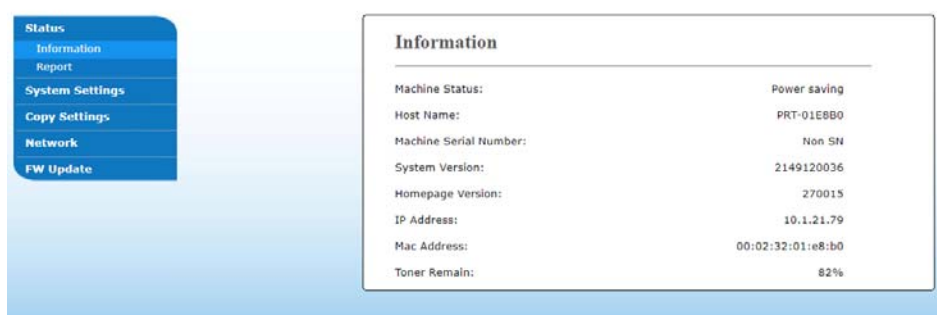 Status
Information
Report
System Settings
Copy Settings
Network
FW Update
Information
Machine Status: Power saving
Host Name: PRT-01E8B0
Machine Serial Number: Non SN
System Version: 2149120036
Homepage Version: 270015
IP Address: 10.1.21.79
Mac Address: 00:02:32:01:e8:b0
Toner Remain: 82%